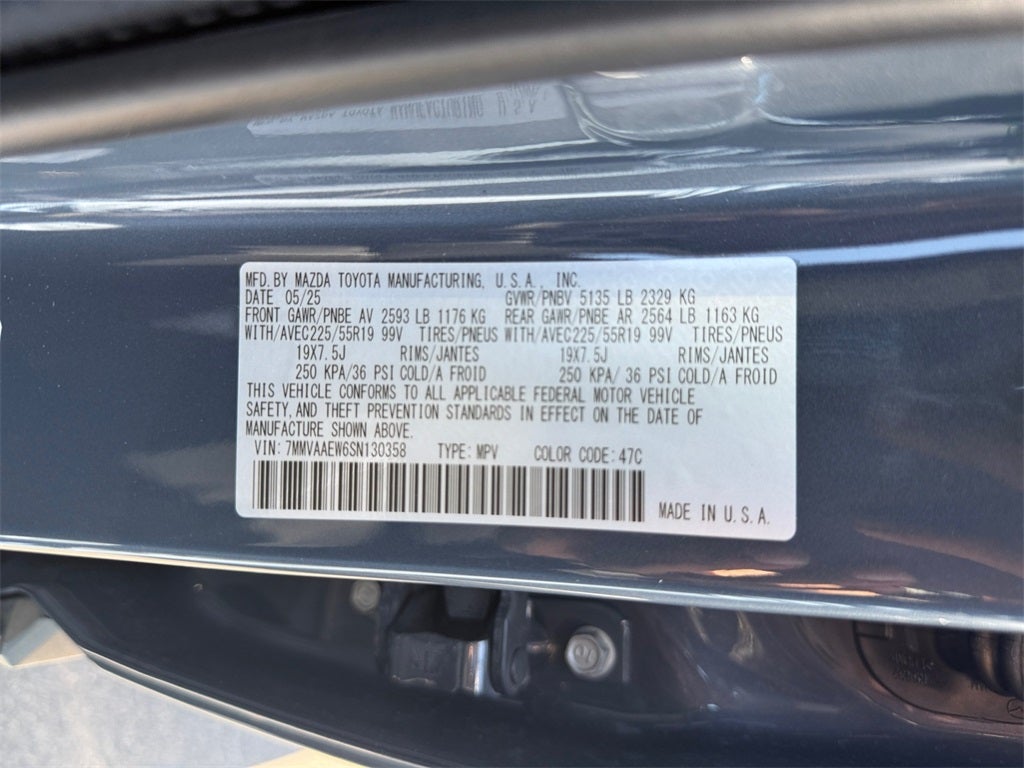 MFD. BY MAZDA TOYOTA MANUFACTURING, U.S.A., INC.
DATE 05/25 GVWR/PNBV 5135 LB 2329 KG
FRONT GAWR/PNBE AV 2593 LB 1176 KG REAR GAWR/PNBE AR 2564 LB 1163 KG
WITH/AVEC225/55R19 99V TIRES/PNEUS WITH/AVEC225/55R19 99V TIRES/PNEUS
19X7.5J RIMS/JANTES 19X7.5J RIMS/JANTES
250 KPA/36 PSI COLD/A FROID 250 KPA/ 36 PSI COLD/A FROID
THIS VEHICLE CONFORMS TO ALL APPLICABLE FEDERAL MOTOR VEHICLE
SAFETY, AND THEFT PREVENTION STANDARDS IN EFFECT ON THE DATE OF
MANUFACTURE SHOWN ABOVE.
VIN: 7MMVAAEW6SN130358 TYPE: MPV COLOR CODE: 47C
MADE IN U.S.A.